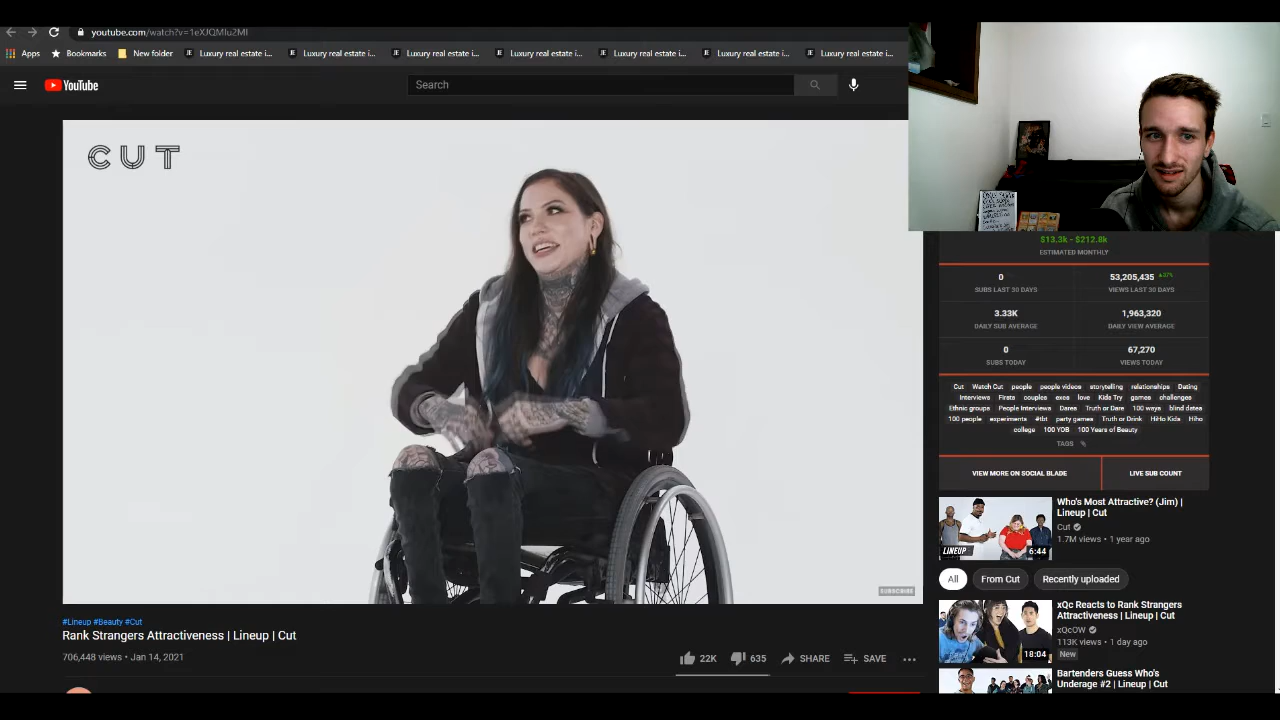 youtube.com/watch?v=1eXJQMIu2MI
Apps Bookmarks New folder Luxury real estate i... Luxury real estate i... Luxury real estate i... Luxury real estate i... Luxury real estate i... Luxury real estate i... Luxury real estate i...
YouTube
Search
CUT
SUBSCRIBE
$13.3k - $212.8k
ESTIMATED MONTHLY
0 53,205,435 ▲37%
SUBS LAST 30 DAYS VIEWS LAST 30 DAYS
3.33K 1,963,320
DAILY SUB AVERAGE DAILY VIEW AVERAGE
0 67,270
SUBS TODAY VIEWS TODAY
Cut Watch Cut people people videos storytelling relationships Dating
Interviews Firsts couples exes love Kids Try games challenges
Ethnic groups People Interviews Dares Truth or Dare 100 ways blind dates
100 people experiments #tbt party games Truth or Drink HiHo Kids Hiho
college 100 YOB 100 Years of Beauty
TAGS
VIEW MORE ON SOCIAL BLADE LIVE SUB COUNT
Who's Most Attractive? (Jim) |
Lineup | Cut
Cut
1.7M views • 1 year ago
LINEUP 6:44
All From Cut Recently uploaded
xQc Reacts to Rank Strangers
Attractiveness | Lineup | Cut
xQcOW
113K views • 1 day ago
New
18:04
Bartenders Guess Who's
Underage #2 | Lineup | Cut
#Lineup #Beauty #Cut
Rank Strangers Attractiveness | Lineup | Cut
706,448 views • Jan 14, 2021
22K 635 SHARE SAVE